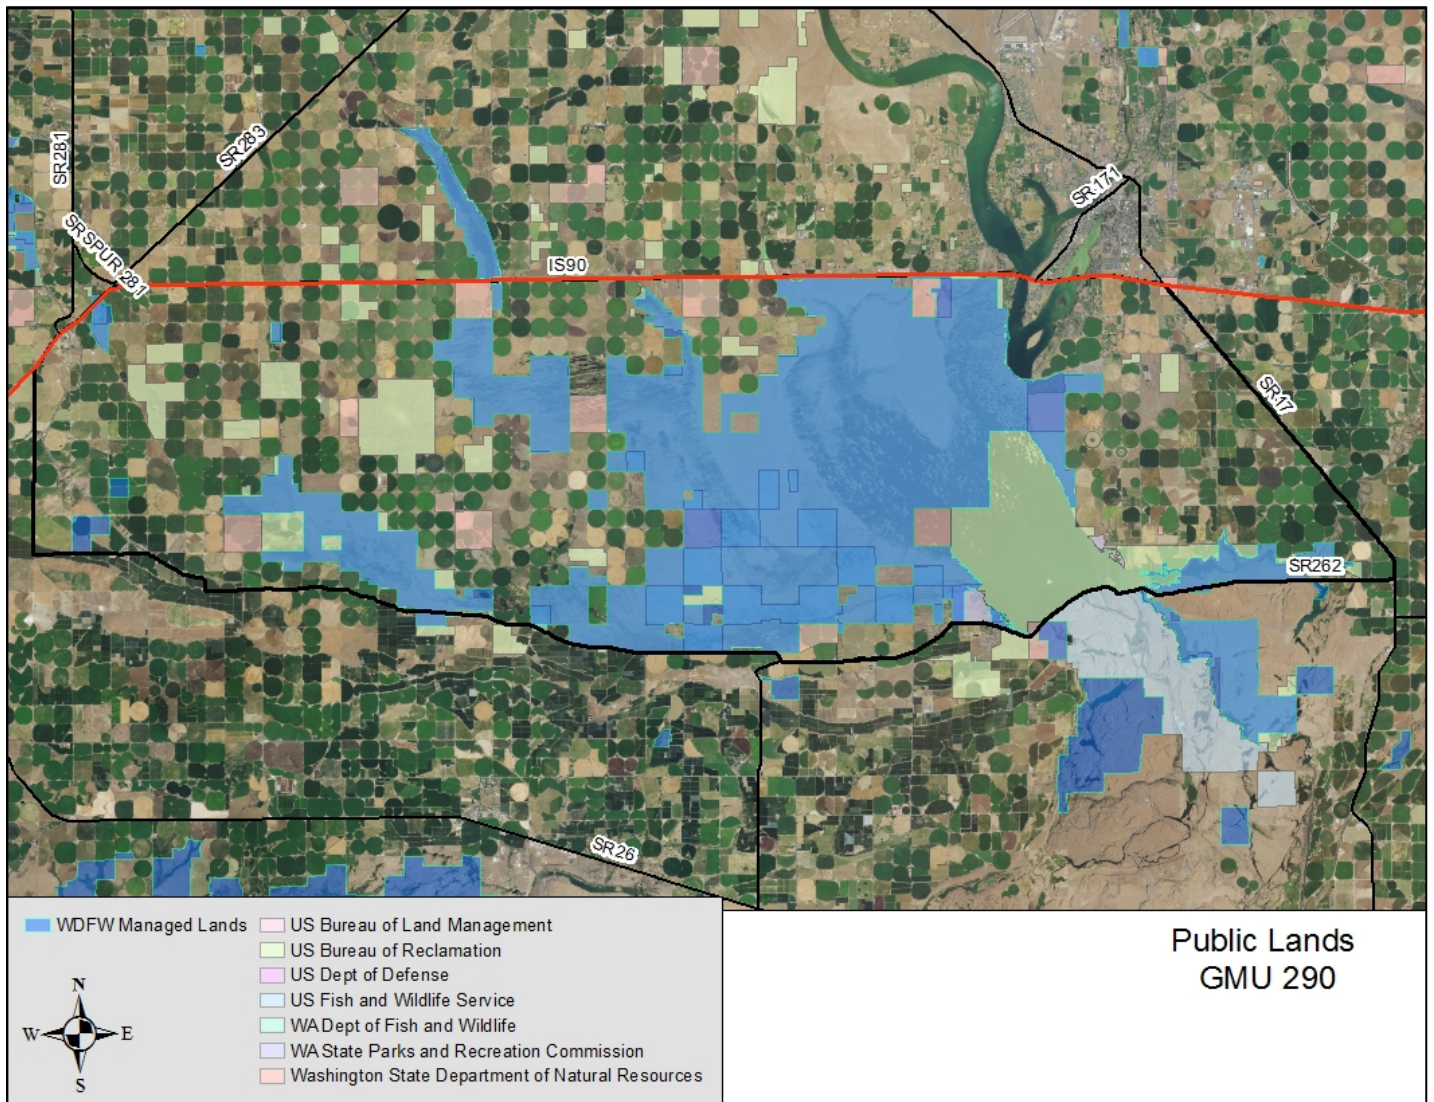 SR281
SR283
SR SPUR 281
IS90
SR171
SR17
SR262
SR26
WDFW Managed Lands
US Bureau of Land Management
US Bureau of Reclamation
US Dept of Defense
US Fish and Wildlife Service
WA Dept of Fish and Wildlife
WA State Parks and Recreation Commission
Washington State Department of Natural Resources
N
W
E
S
Public Lands
GMU 290